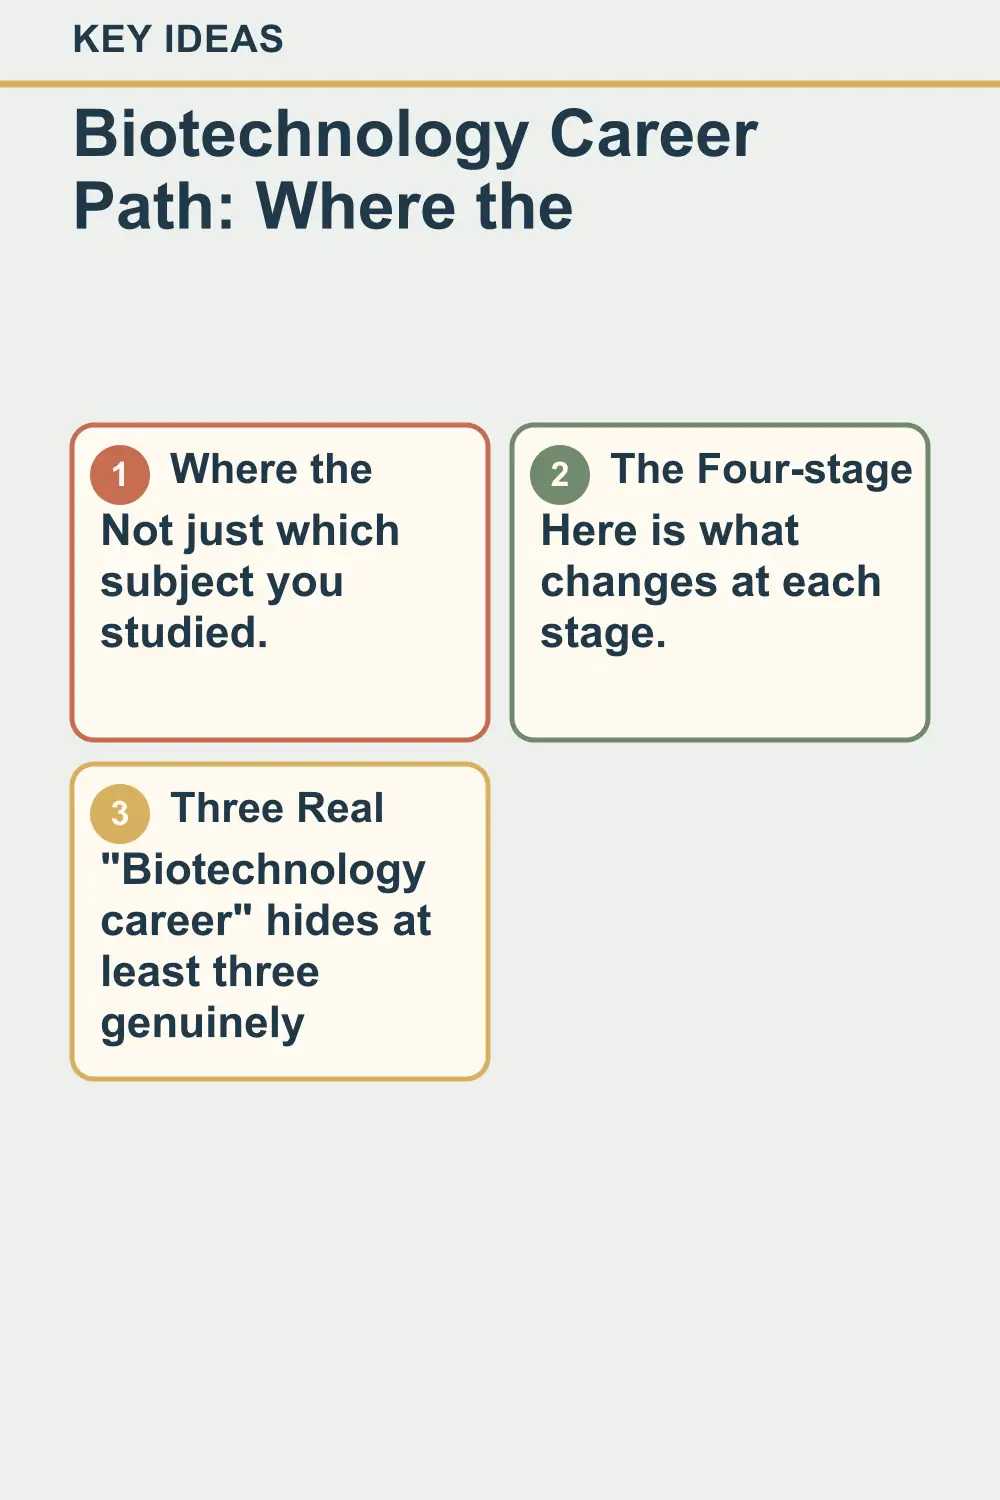 KEY IDEAS
Biotechnology Career
Path: Where the
1 Where the
Not just which
subject you
studied.
2 The Four-stage
Here is what
changes at each
stage.
3 Three Real
"Biotechnology
career" hides at
least three
genuinely